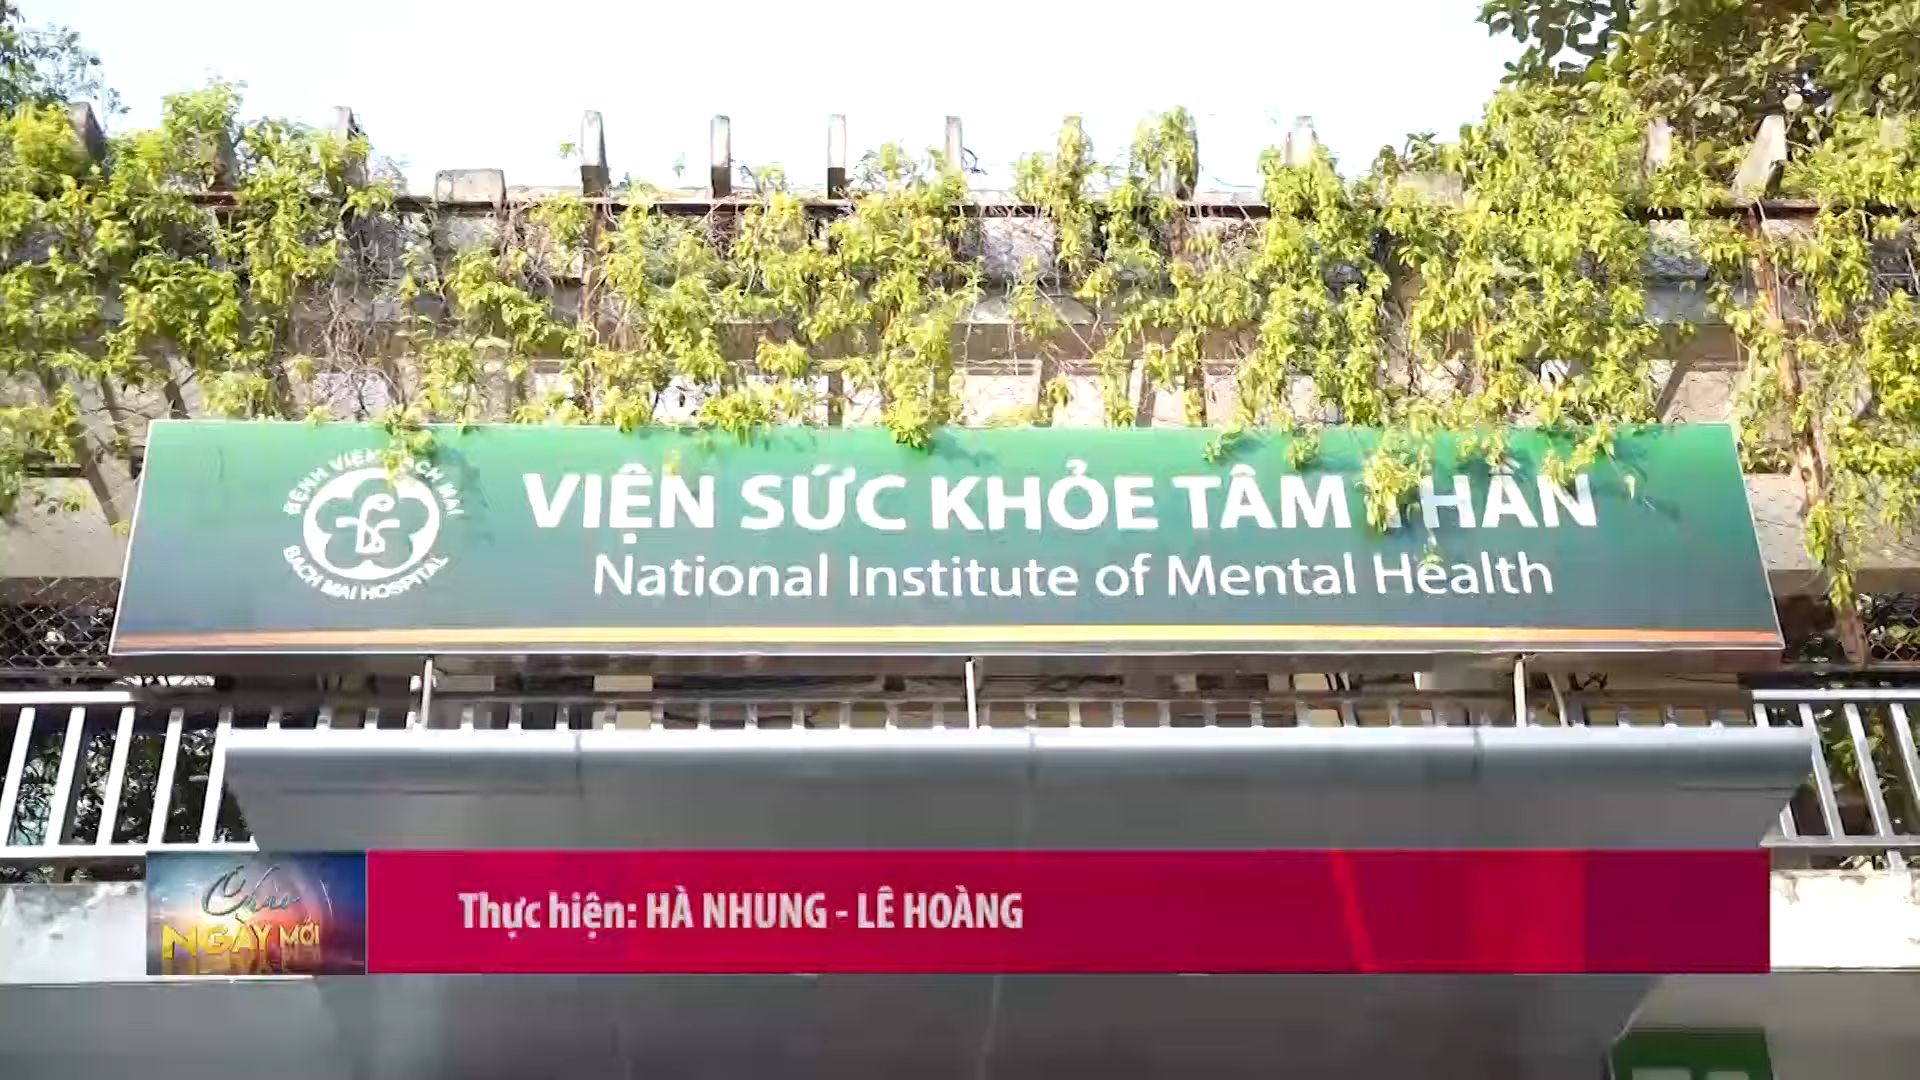 BỆNH VIỆN BẠCH MAI
BACH MAI HOSPITAL
VIỆN SỨC KHỎE TÂM THẦN
National Institute of Mental Health
Chào
NGÀY MỚI
Thực hiện: HÀ NHUNG - LÊ HOÀNG